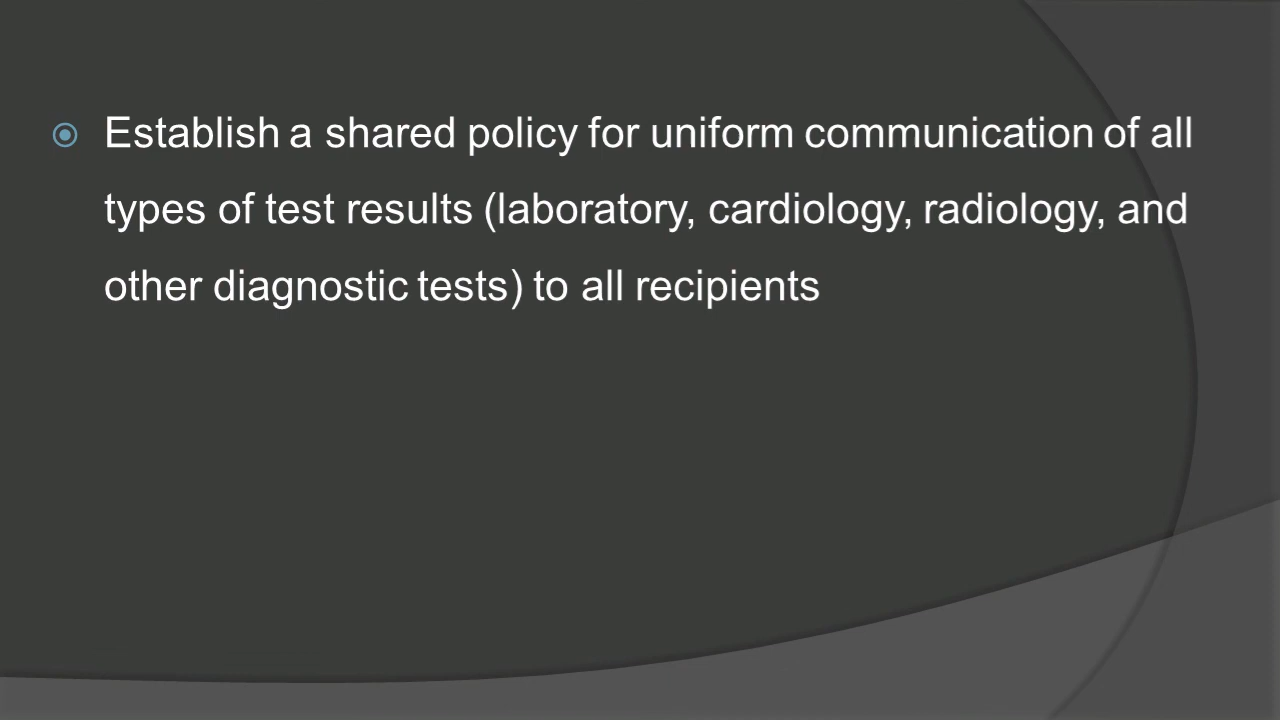 Establish a shared policy for uniform communication of all
types of test results (laboratory, cardiology, radiology, and
other diagnostic tests) to all recipients